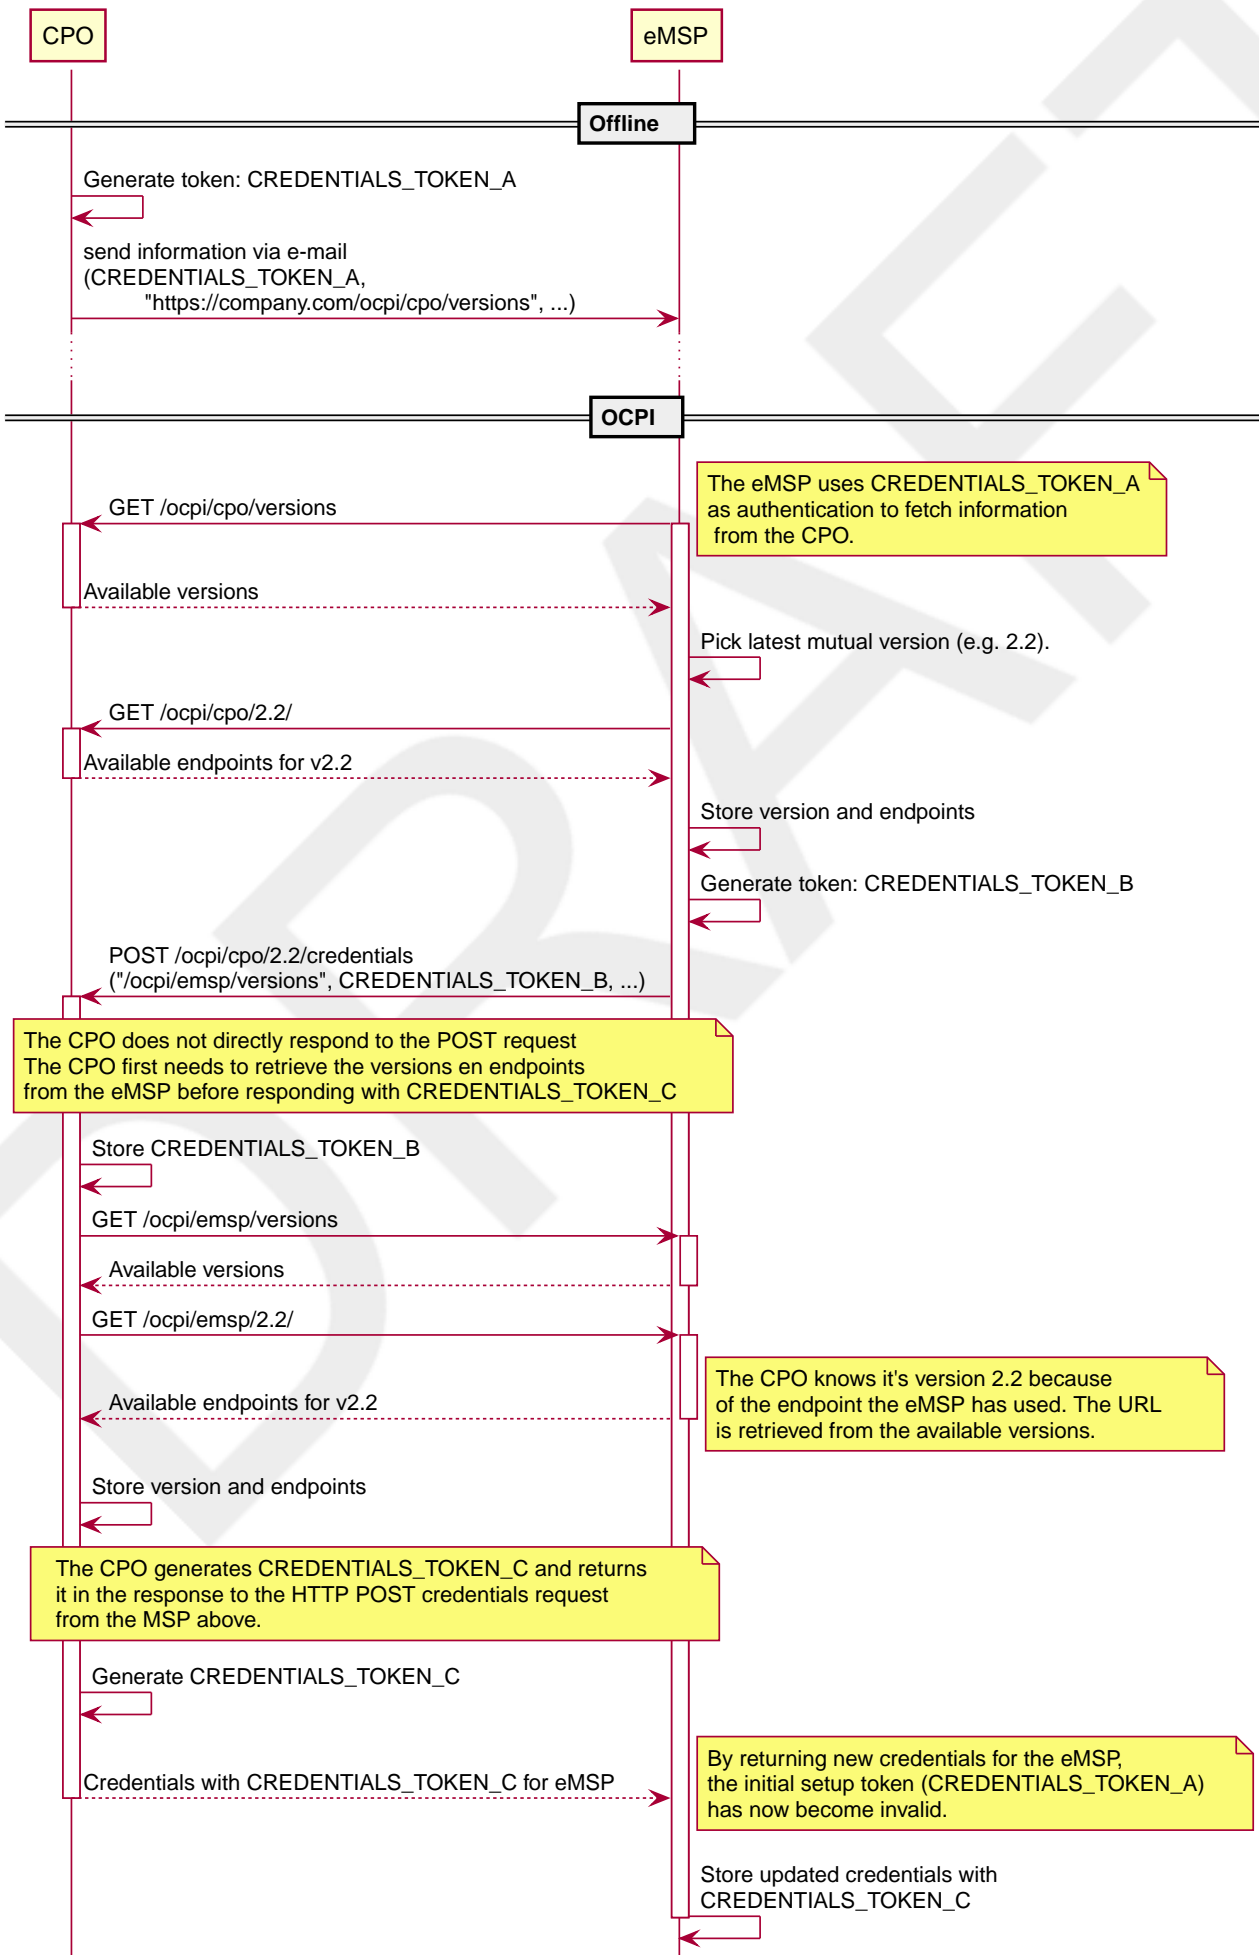 CPO
eMSP
Offline
Generate token: CREDENTIALS_TOKEN_A
send information via e-mail
(CREDENTIALS_TOKEN_A,
"https://company.com/ocpi/cpo/versions", ...)
OCPI
The eMSP uses CREDENTIALS_TOKEN_A
as authentication to fetch information
from the CPO.
GET /ocpi/cpo/versions
Available versions
Pick latest mutual version (e.g. 2.2).
GET /ocpi/cpo/2.2/
Available endpoints for v2.2
Store version and endpoints
Generate token: CREDENTIALS_TOKEN_B
POST /ocpi/cpo/2.2/credentials
("/ocpi/emsp/versions", CREDENTIALS_TOKEN_B, ...)
The CPO does not directly respond to the POST request
The CPO first needs to retrieve the versions en endpoints
from the eMSP before responding with CREDENTIALS_TOKEN_C
Store CREDENTIALS_TOKEN_B
GET /ocpi/emsp/versions
Available versions
GET /ocpi/emsp/2.2/
The CPO knows it's version 2.2 because
of the endpoint the eMSP has used. The URL
is retrieved from the available versions.
Available endpoints for v2.2
Store version and endpoints
The CPO generates CREDENTIALS_TOKEN_C and returns
it in the response to the HTTP POST credentials request
from the MSP above.
Generate CREDENTIALS_TOKEN_C
By returning new credentials for the eMSP,
the initial setup token (CREDENTIALS_TOKEN_A)
has now become invalid.
Credentials with CREDENTIALS_TOKEN_C for eMSP
Store updated credentials with
CREDENTIALS_TOKEN_C
DRAFT